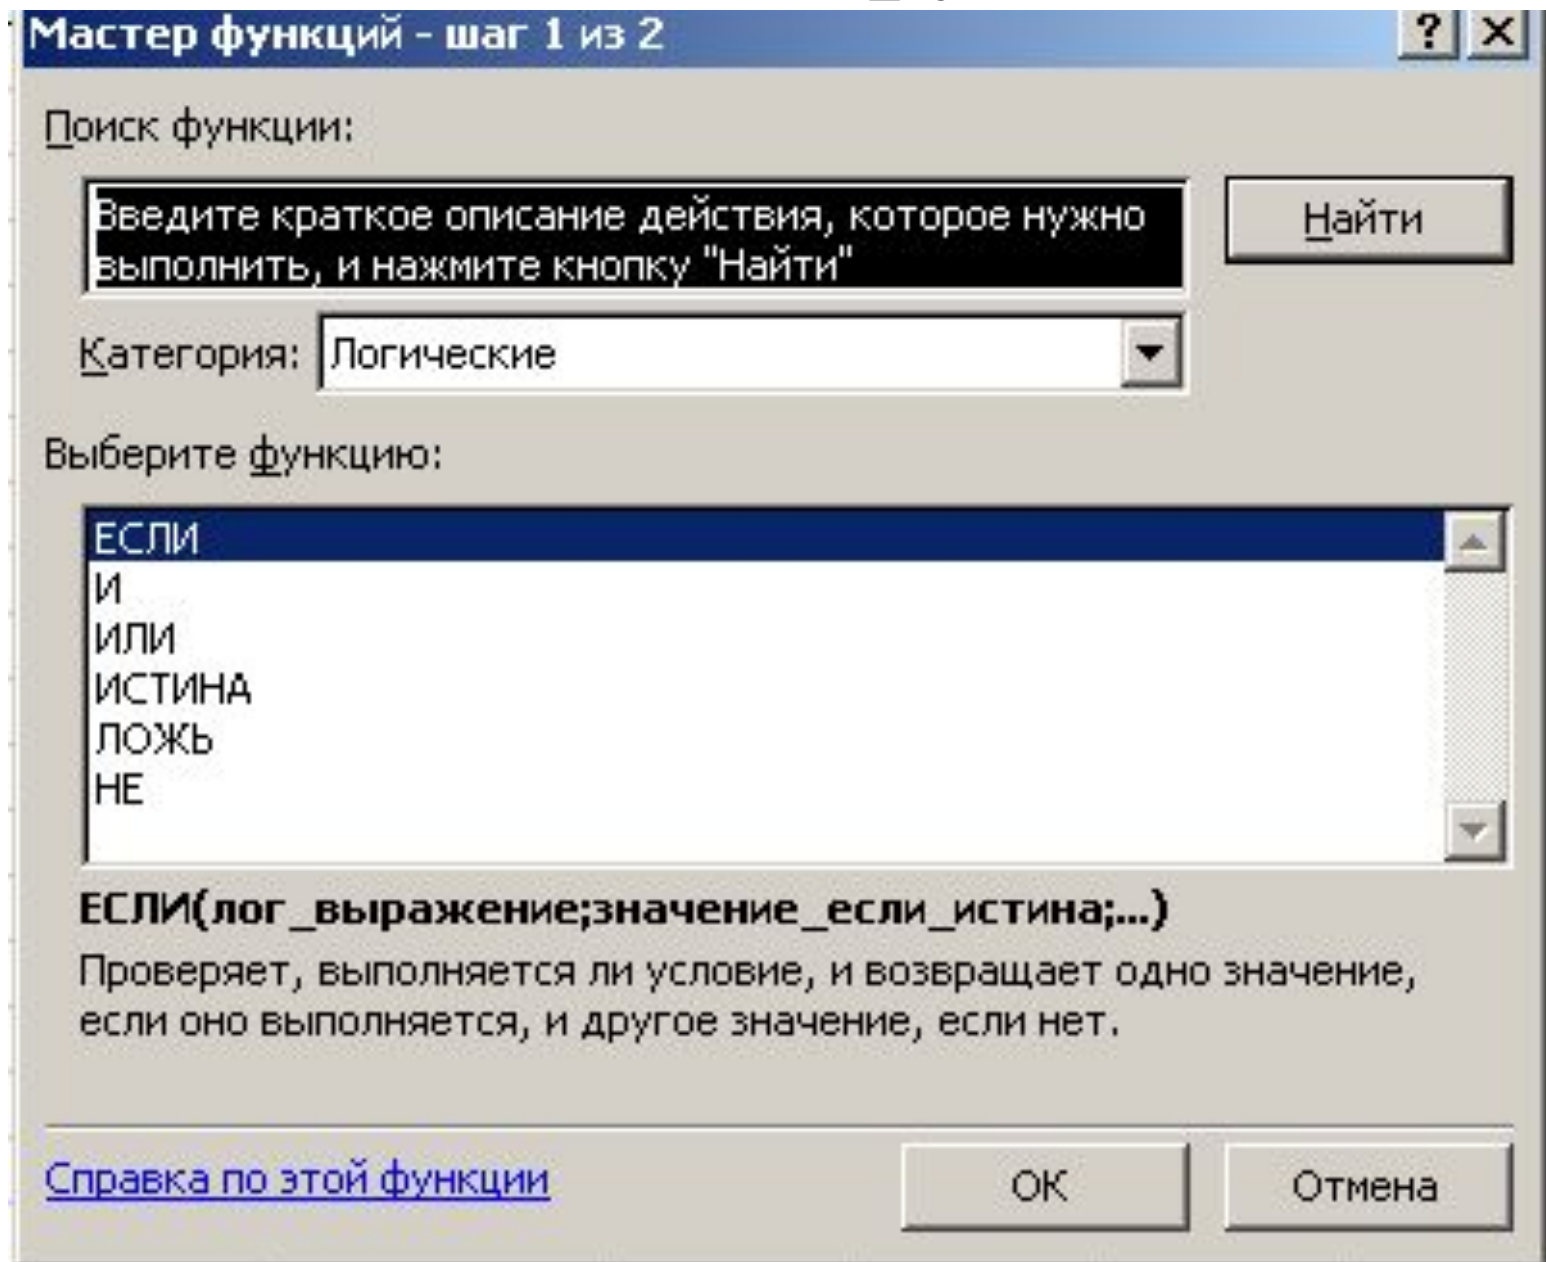 Мастер функций - шаг 1 из 2
Поиск функции:
Введите краткое описание действия, которое нужно
выполнить, и нажмите кнопку "Найти"
Найти
Категория: Логические
Выберите функцию:
ЕСЛИ
И
ИЛИ
ИСТИНА
ЛОЖЬ
НЕ
ЕСЛИ(лог_выражение;значение_если_истина;...)
Проверяет, выполняется ли условие, и возвращает одно значение,
если оно выполняется, и другое значение, если нет.
Справка по этой функции
ОК
Отмена